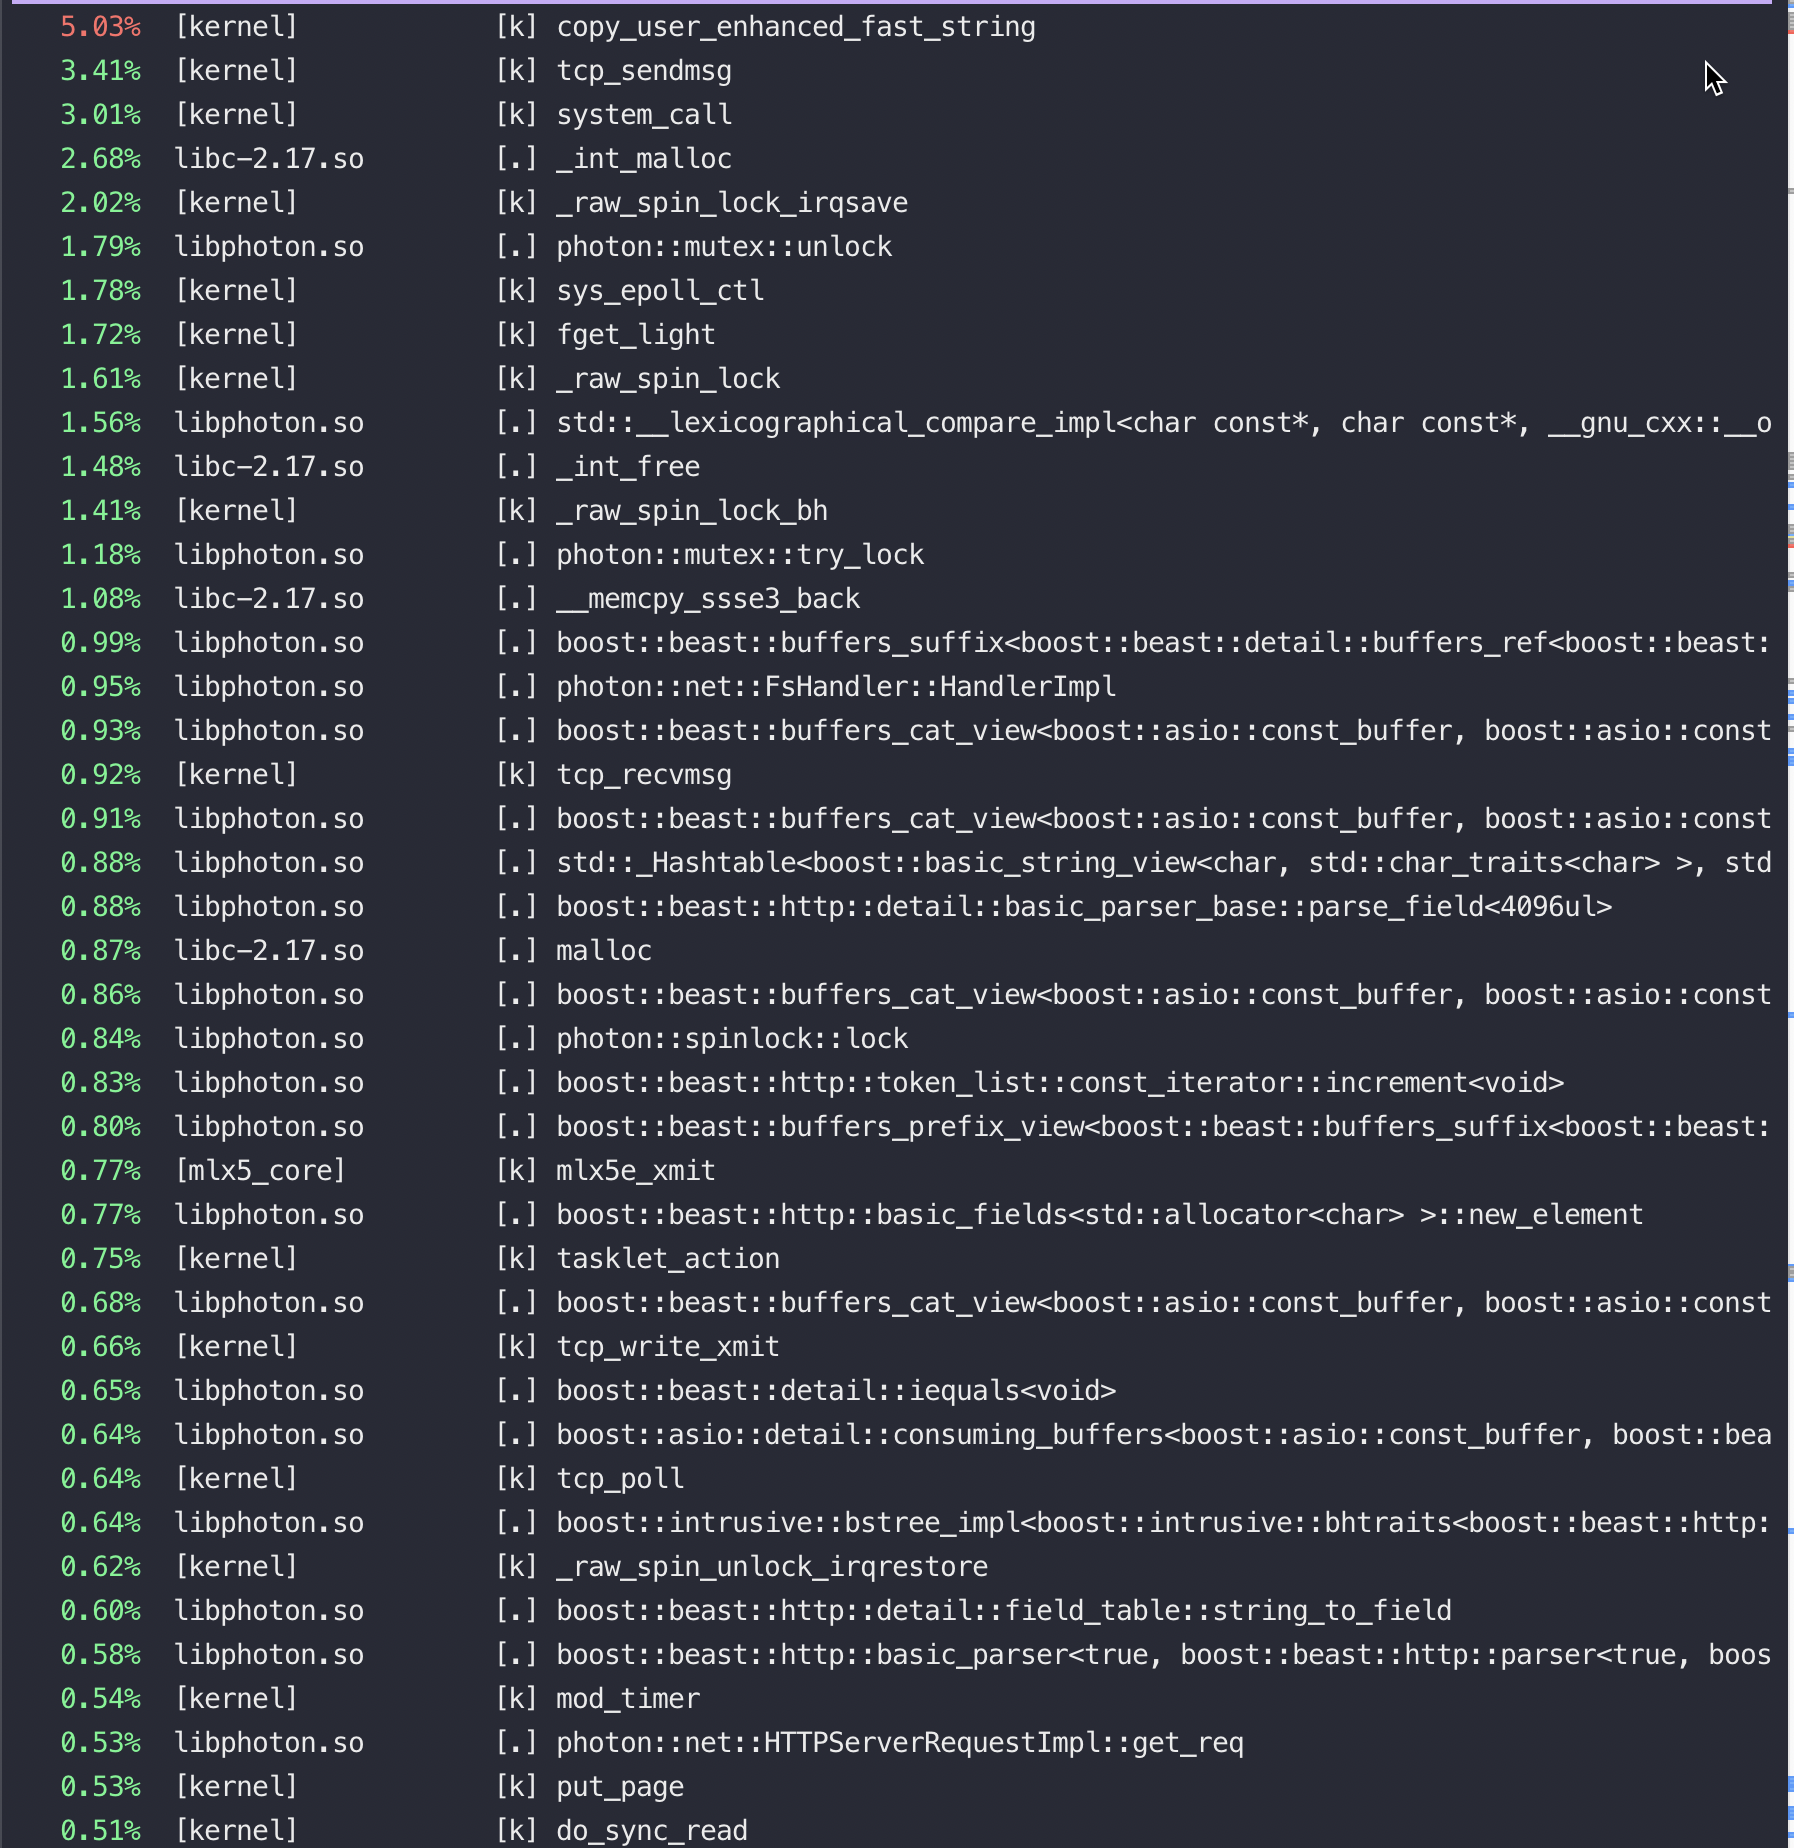 5.03% [kernel] [k] copy_user_enhanced_fast_string
3.41% [kernel] [k] tcp_sendmsg
3.01% [kernel] [k] system_call
2.68% libc-2.17.so [.] _int_malloc
2.02% [kernel] [k] _raw_spin_lock_irqsave
1.79% libphoton.so [.] photon::mutex::unlock
1.78% [kernel] [k] sys_epoll_ctl
1.72% [kernel] [k] fget_light
1.61% [kernel] [k] _raw_spin_lock
1.56% libphoton.so [.] std::__lexicographical_compare_impl<char const*, char const*, __gnu_cxx::__o
1.48% libc-2.17.so [.] _int_free
1.41% [kernel] [k] _raw_spin_lock_bh
1.18% libphoton.so [.] photon::mutex::try_lock
1.08% libc-2.17.so [.] __memcpy_ssse3_back
0.99% libphoton.so [.] boost::beast::buffers_suffix<boost::beast::detail::buffers_ref<boost::beast:
0.95% libphoton.so [.] photon::net::FsHandler::HandlerImpl
0.93% libphoton.so [.] boost::beast::buffers_cat_view<boost::asio::const_buffer, boost::asio::const
0.92% [kernel] [k] tcp_recvmsg
0.91% libphoton.so [.] boost::beast::buffers_cat_view<boost::asio::const_buffer, boost::asio::const
0.88% libphoton.so [.] std::_Hashtable<boost::basic_string_view<char, std::char_traits<char> >, std
0.88% libphoton.so [.] boost::beast::http::detail::basic_parser_base::parse_field<4096ul>
0.87% libc-2.17.so [.] malloc
0.86% libphoton.so [.] boost::beast::buffers_cat_view<boost::asio::const_buffer, boost::asio::const
0.84% libphoton.so [.] photon::spinlock::lock
0.83% libphoton.so [.] boost::beast::http::token_list::const_iterator::increment<void>
0.80% libphoton.so [.] boost::beast::buffers_prefix_view<boost::beast::buffers_suffix<boost::beast:
0.77% [mlx5_core] [k] mlx5e_xmit
0.77% libphoton.so [.] boost::beast::http::basic_fields<std::allocator<char> >::new_element
0.75% [kernel] [k] tasklet_action
0.68% libphoton.so [.] boost::beast::buffers_cat_view<boost::asio::const_buffer, boost::asio::const
0.66% [kernel] [k] tcp_write_xmit
0.65% libphoton.so [.] boost::beast::detail::iequals<void>
0.64% libphoton.so [.] boost::asio::detail::consuming_buffers<boost::asio::const_buffer, boost::bea
0.64% [kernel] [k] tcp_poll
0.64% libphoton.so [.] boost::intrusive::bstree_impl<boost::intrusive::bhtraits<boost::beast::http:
0.62% [kernel] [k] _raw_spin_unlock_irqrestore
0.60% libphoton.so [.] boost::beast::http::detail::field_table::string_to_field
0.58% libphoton.so [.] boost::beast::http::basic_parser<true, boost::beast::http::parser<true, boos
0.54% [kernel] [k] mod_timer
0.53% libphoton.so [.] photon::net::HTTPServerRequestImpl::get_req
0.53% [kernel] [k] put_page
0.51% [kernel] [k] do_sync_read